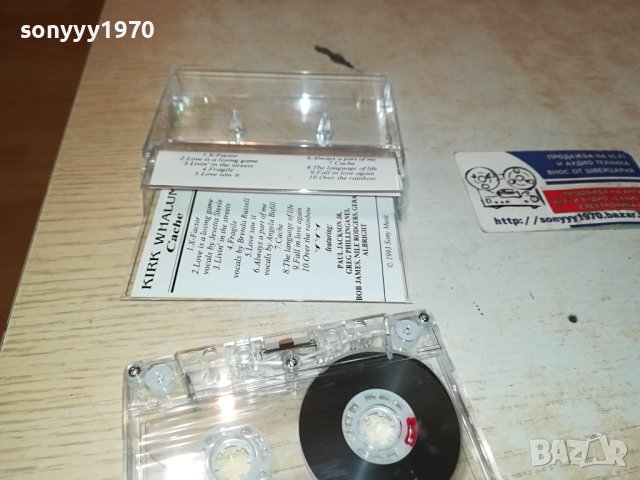 sonyyy1970
1.X-Factor
2.Love is a losing game
3.Livin' in the streets
4.Fragile
5.Love saw it
6.Always a part of me
7.Cache
8.The language of life
9.Fall in love again
10.Over the rainbow
KIRK WHALUM
Cache
1.X-Factor
2.Love is a losing game
vocals by Jevetta Steele
3.Livin' in the streets
4.Fragile
vocals by Brenda Russell
5.Love saw it
6.Always a part of me
vocals by Angela Bofill
7.Cache
8.The language of life
9.Fall in love again
10.Over the rainbow
featuring:
PAUL JACKSON JR,
GREG PHILLINGANES,
BOB JAMES, NILE RODGERS, GERA
ALBRIGHT
© 1993 Sony Music
ПРОДАЖБА НА HI-FI
И АУДИО ТЕХНИКА
ВНОС ОТ ШВЕЙЦАРИЯ
http://sonyyy1970.bazar
BAZAR